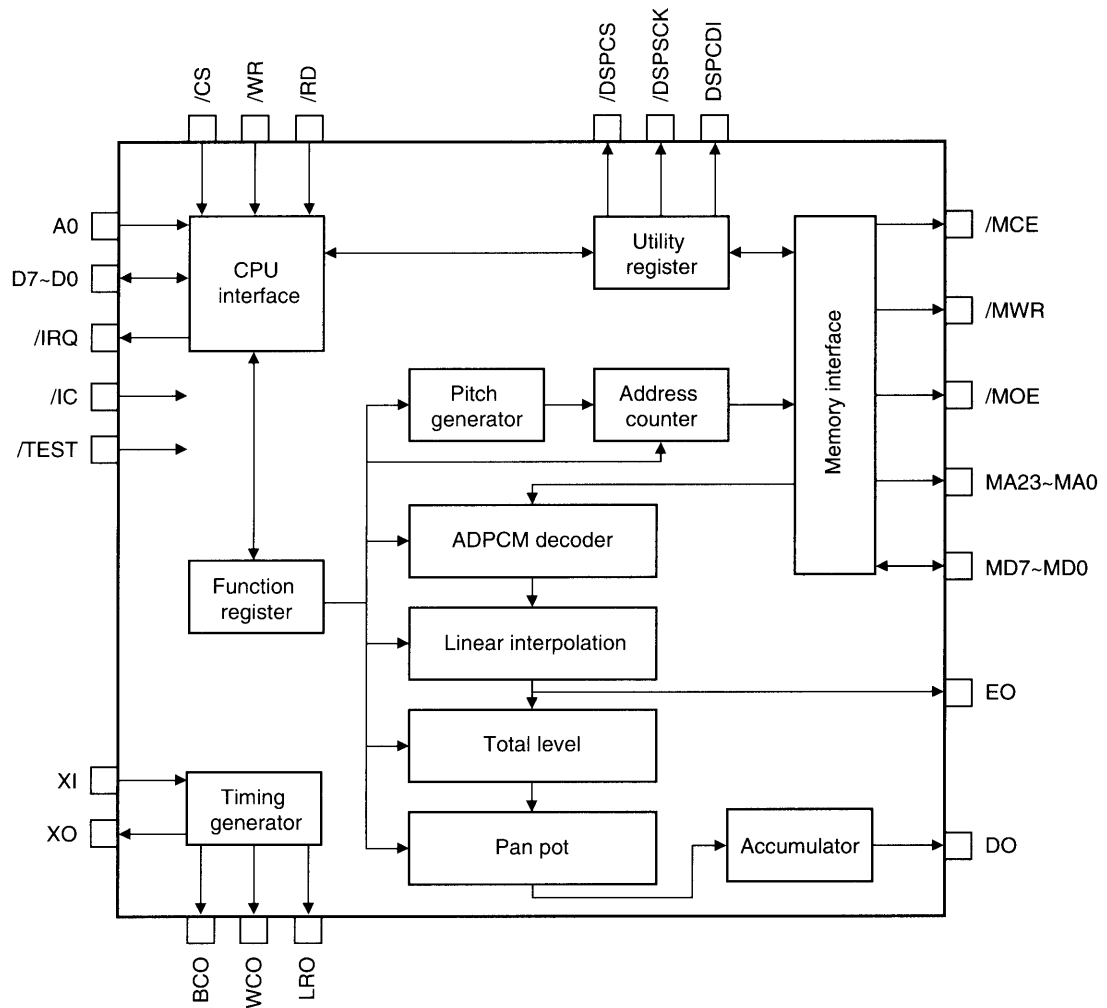 /CS
/WR
/RD
/DSPCS
/DSPSCK
DSPCDI
A0
D7~D0
/IRQ
/IC
/TEST
CPU
interface
Utility
register
/MCE
/MWR
/MOE
MA23~MA0
MD7~MD0
Memory interface
Pitch
generator
Address
counter
ADPCM decoder
Function
register
Linear interpolation
EO
Total level
XI
XO
Timing
generator
Pan pot
Accumulator
DO
BCO
WCO
LRO